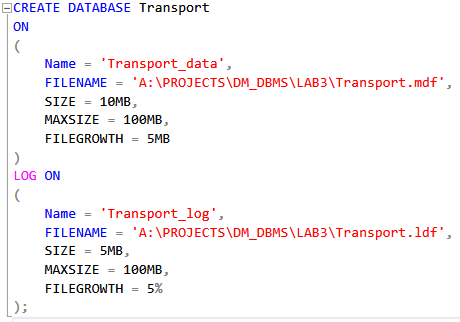 CREATE DATABASE Transport
ON
(
    Name = 'Transport_data',
    FILENAME = 'A:\PROJECTS\DM_DBMS\LAB3\Transport.mdf',
    SIZE = 10MB,
    MAXSIZE = 100MB,
    FILEGROWTH = 5MB
)
LOG ON
(
    Name = 'Transport_log',
    FILENAME = 'A:\PROJECTS\DM_DBMS\LAB3\Transport.ldf',
    SIZE = 5MB,
    MAXSIZE = 100MB,
    FILEGROWTH = 5%
);